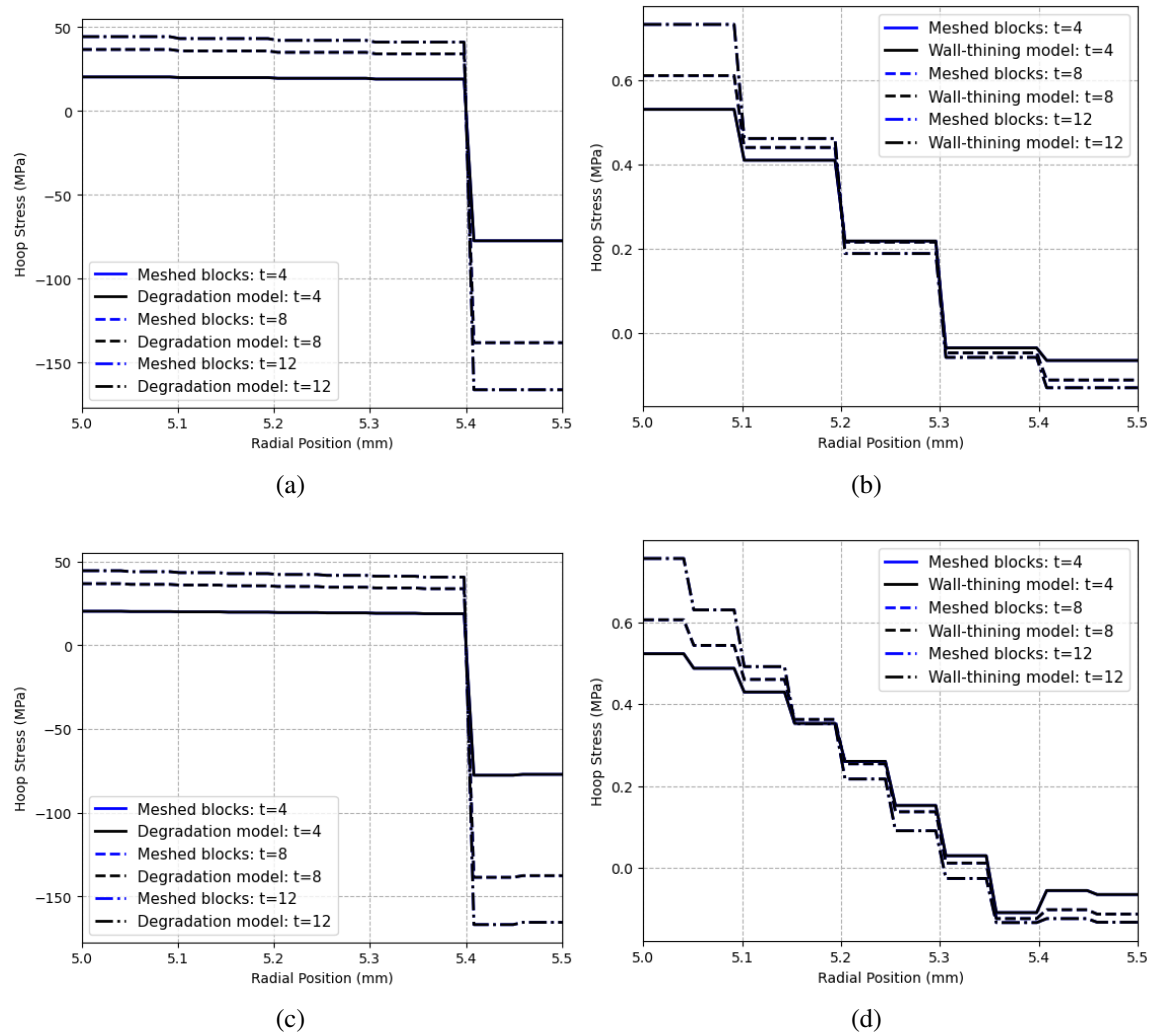 50
0
−50
−100
−150
Hoop Stress (MPa)
Meshed blocks: t=4
Degradation model: t=4
Meshed blocks: t=8
Degradation model: t=8
Meshed blocks: t=12
Degradation model: t=12
5.0 5.1 5.2 5.3 5.4 5.5
Radial Position (mm)
(a)
0.6
0.4
0.2
0.0
Hoop Stress (MPa)
Meshed blocks: t=4
Wall-thining model: t=4
Meshed blocks: t=8
Wall-thining model: t=8
Meshed blocks: t=12
Wall-thining model: t=12
5.0 5.1 5.2 5.3 5.4 5.5
Radial Position (mm)
(b)
50
0
−50
−100
−150
Hoop Stress (MPa)
Meshed blocks: t=4
Degradation model: t=4
Meshed blocks: t=8
Degradation model: t=8
Meshed blocks: t=12
Degradation model: t=12
5.0 5.1 5.2 5.3 5.4 5.5
Radial Position (mm)
(c)
0.6
0.4
0.2
0.0
Hoop Stress (MPa)
Meshed blocks: t=4
Wall-thining model: t=4
Meshed blocks: t=8
Wall-thining model: t=8
Meshed blocks: t=12
Wall-thining model: t=12
5.0 5.1 5.2 5.3 5.4 5.5
Radial Position (mm)
(d)